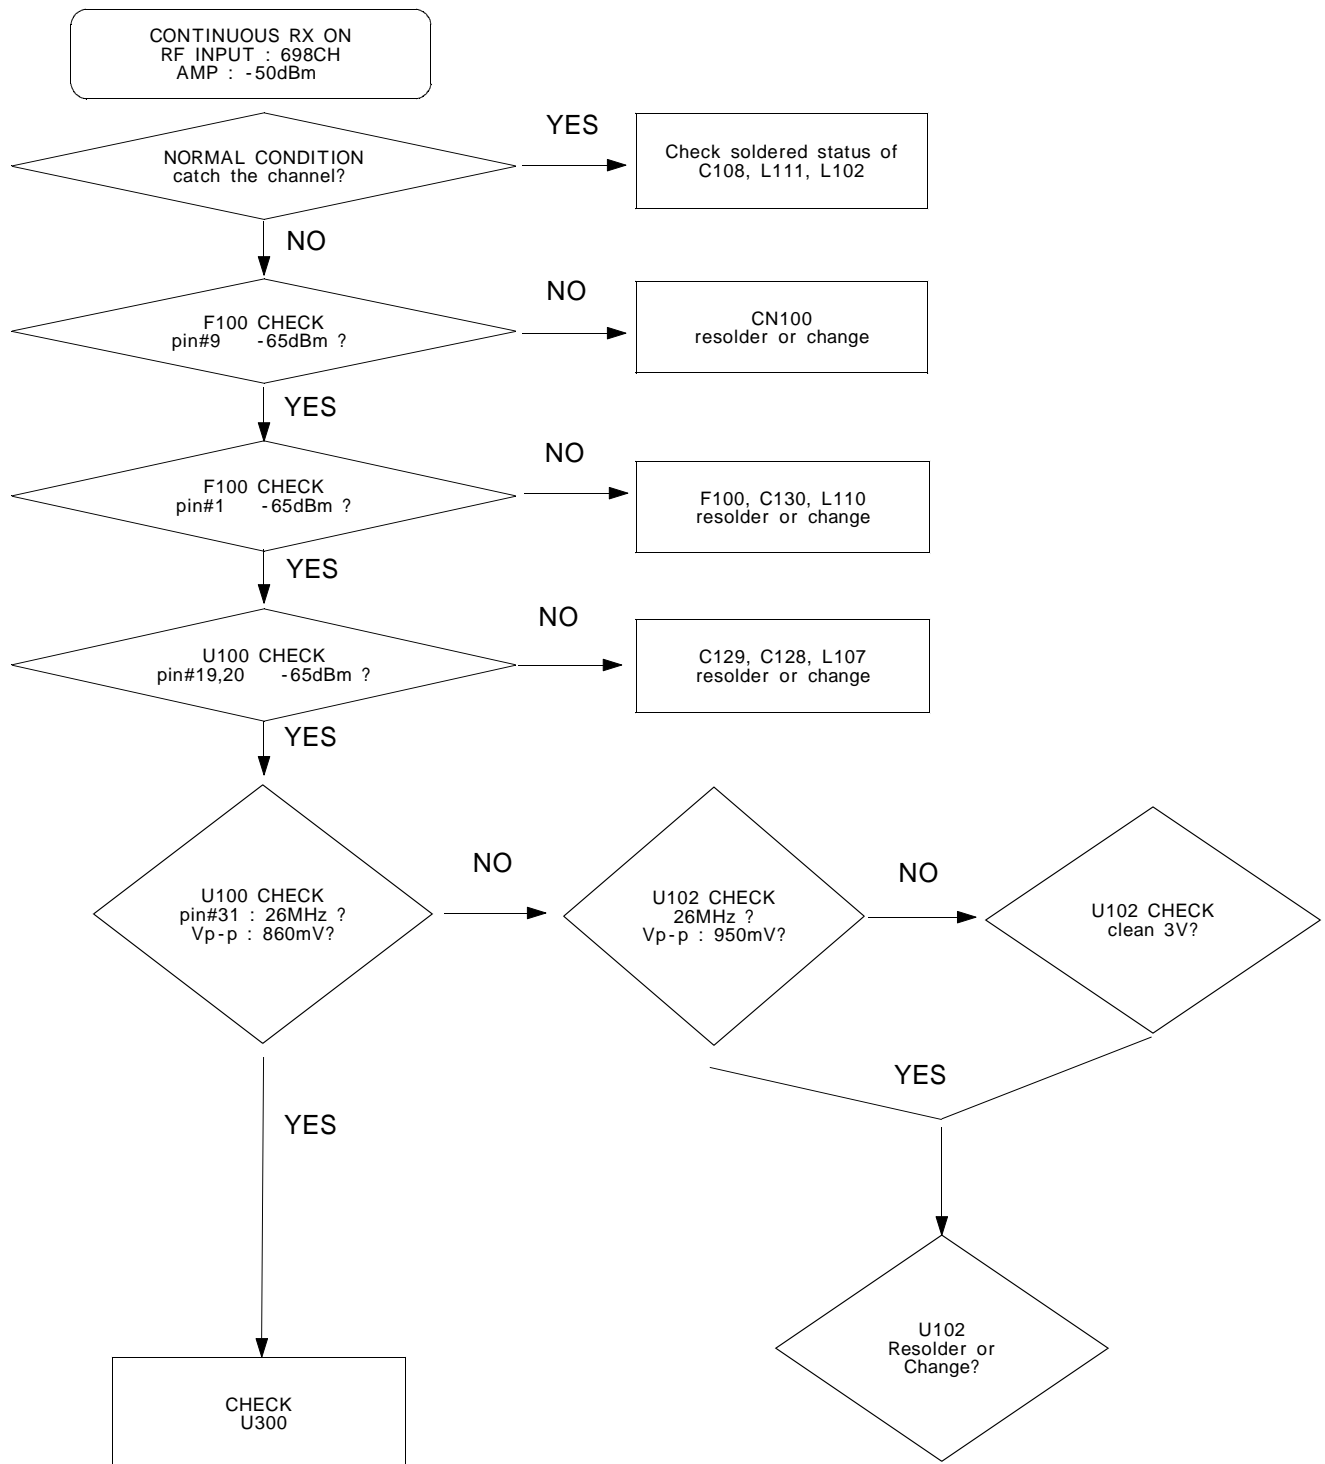 CONTINUOUS RX ON
RF INPUT : 698CH
AMP : -50dBm
NORMAL CONDITION
catch the channel?
YES
Check soldered status of
C108, L111, L102
NO
F100 CHECK
pin#9 -65dBm ?
NO
CN100
resolder or change
YES
F100 CHECK
pin#1 -65dBm ?
NO
F100, C130, L110
resolder or change
YES
U100 CHECK
pin#19,20 -65dBm ?
NO
C129, C128, L107
resolder or change
YES
U100 CHECK
pin#31 : 26MHz ?
Vp-p : 860mV?
NO
U102 CHECK
26MHz ?
Vp-p : 950mV?
NO
U102 CHECK
clean 3V?
YES
YES
U102
Resolder or
Change?
CHECK
U300